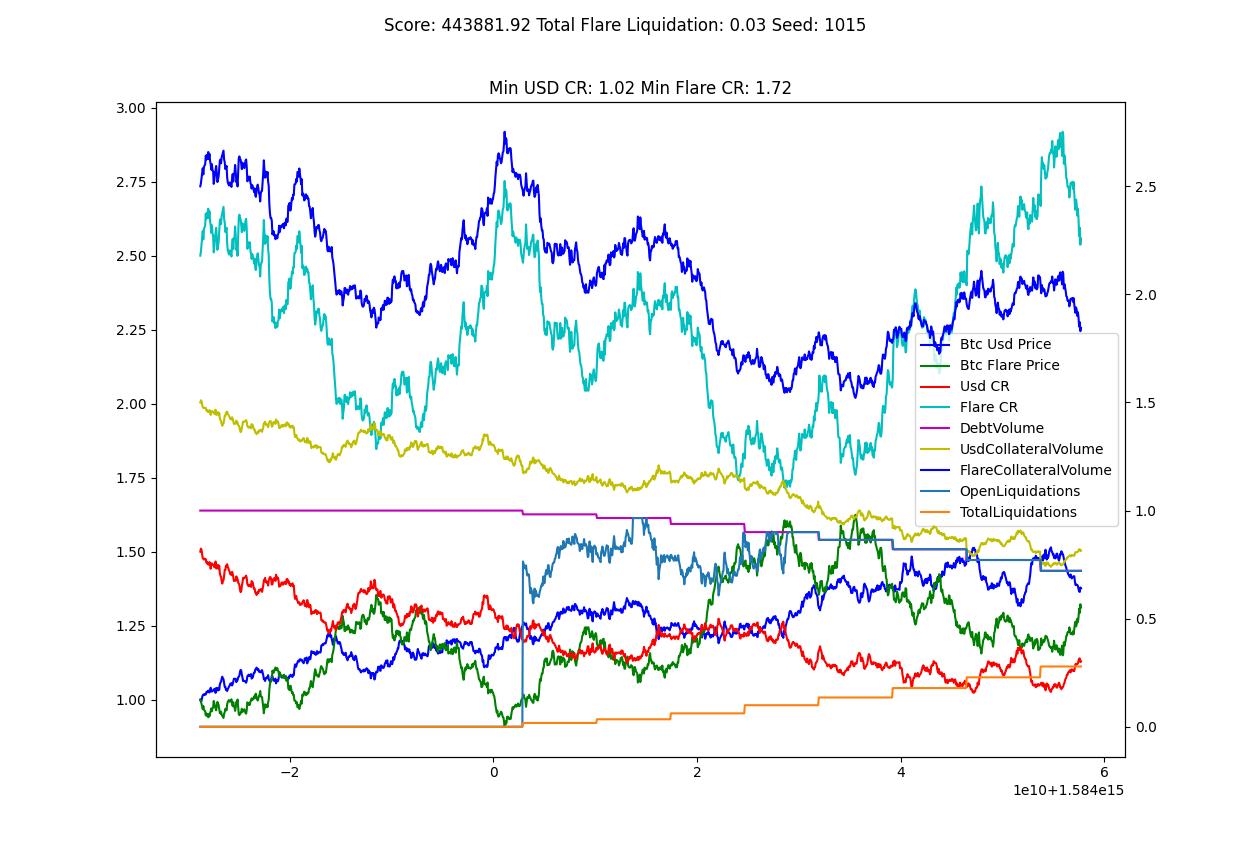 Score: 443881.92 Total Flare Liquidation: 0.03 Seed: 1015
Min USD CR: 1.02 Min Flare CR: 1.72
3.00
2.75
2.50
2.25
2.00
1.75
1.50
1.25
1.00
2.5
2.0
1.5
1.0
0.5
0.0
Btc Usd Price
Btc Flare Price
Usd CR
Flare CR
DebtVolume
UsdCollateralVolume
FlareCollateralVolume
OpenLiquidations
TotalLiquidations
−2 0 2 4 6
1e10+1.584e15